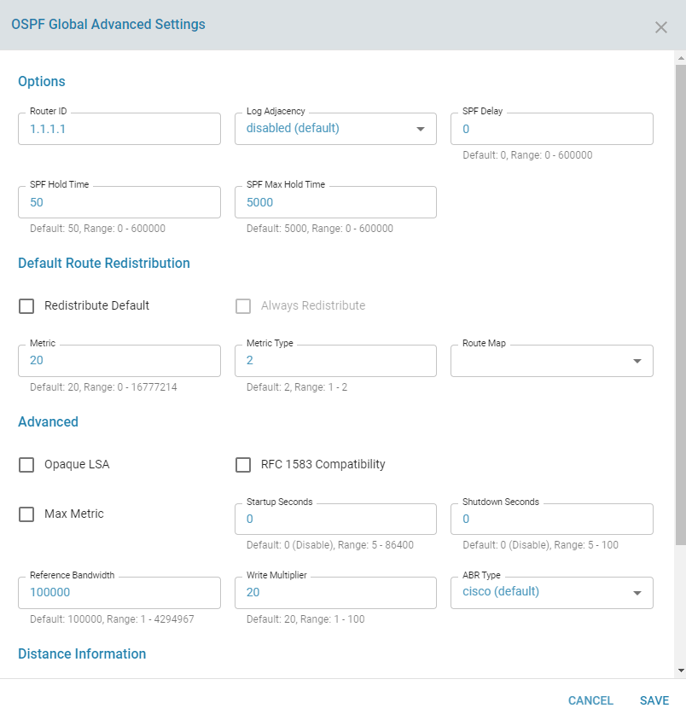 OSPF Global Advanced Settings
Options
Router ID
1.1.1.1
Log Adjacency
disabled (default)
SPF Delay
0
Default: 0, Range: 0 - 600000
SPF Hold Time
50
Default: 50, Range: 0 - 600000
SPF Max Hold Time
5000
Default: 5000, Range: 0 - 600000
Default Route Redistribution
Redistribute Default
Always Redistribute
Metric
20
Default: 20, Range: 0 - 16777214
Metric Type
2
Default: 2, Range: 1 - 2
Route Map
Advanced
Opaque LSA
RFC 1583 Compatibility
Max Metric
Startup Seconds
0
Default: 0 (Disable), Range: 5 - 86400
Shutdown Seconds
0
Default: 0 (Disable), Range: 5 - 100
Reference Bandwidth
100000
Default: 100000, Range: 1 - 4294967
Write Multiplier
20
Default: 20, Range: 1 - 100
ABR Type
cisco (default)
Distance Information
CANCEL
SAVE